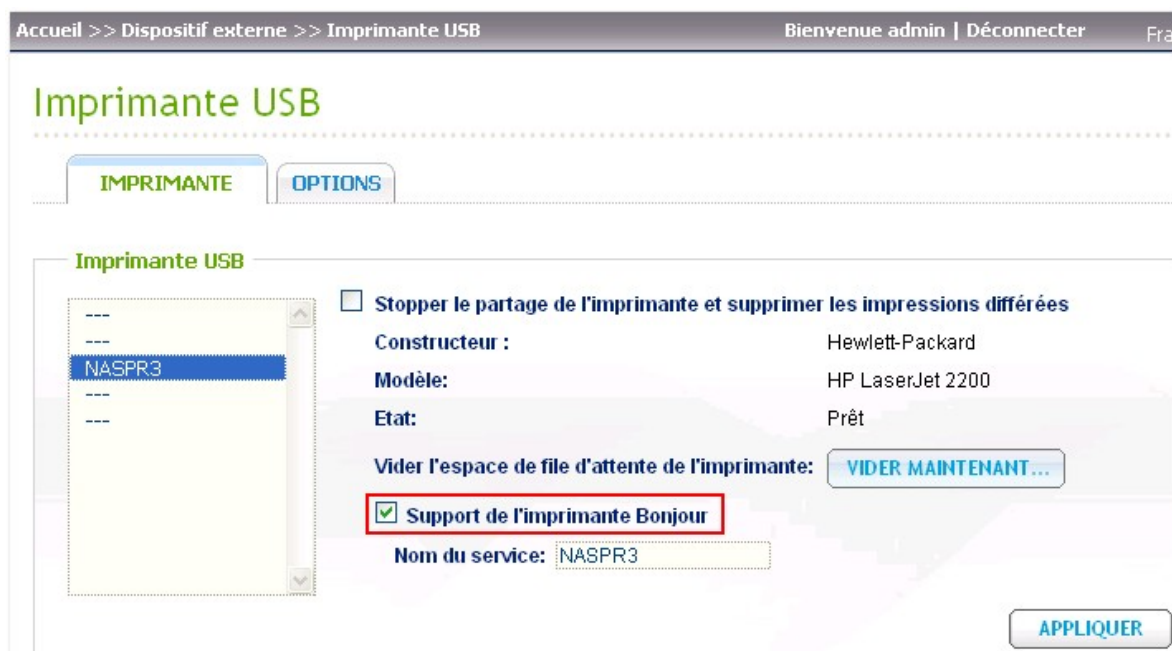 Accueil >> Dispositif externe >> Imprimante USB Bienvenue admin | Déconnecter
Imprimante USB
IMPRIMANTE OPTIONS
Imprimante USB
---
---
NASPR3
---
---
Stopper le partage de l'imprimante et supprimer les impressions différées
Constructeur : Hewlett-Packard
Modèle: HP LaserJet 2200
Etat: Prêt
Vider l'espace de file d'attente de l'imprimante: VIDER MAINTENANT...
Support de l'imprimante Bonjour
Nom du service: NASPR3
APPLIQUER